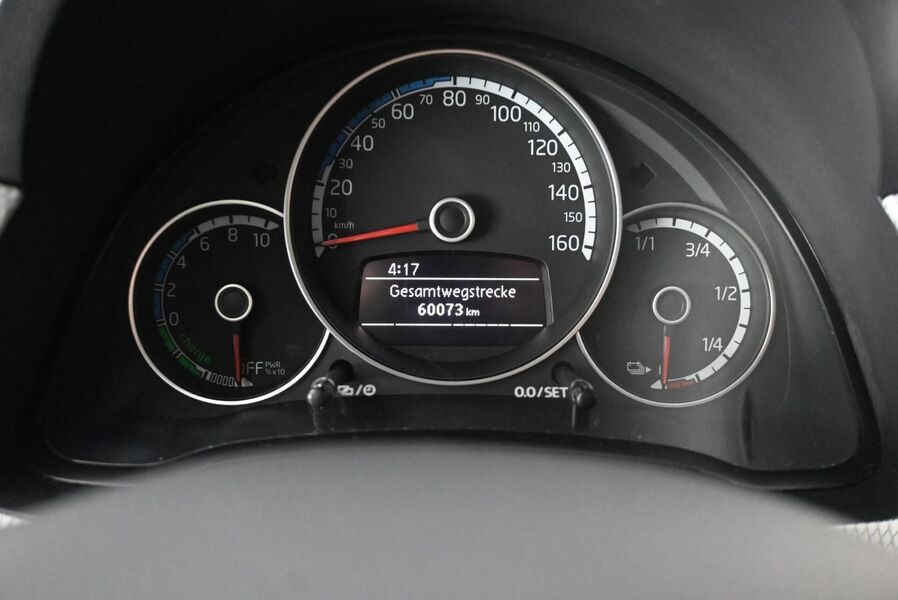 0 10 20 30 40 50 60 70 80 90 100 110 120 130 140 150 160
km/h
4:17
Gesamtwegstrecke
60073 km
0 2 4 6 8 10
charge
OFF
PWR
%x10
1/1 3/4 1/2 1/4
0.0/SET